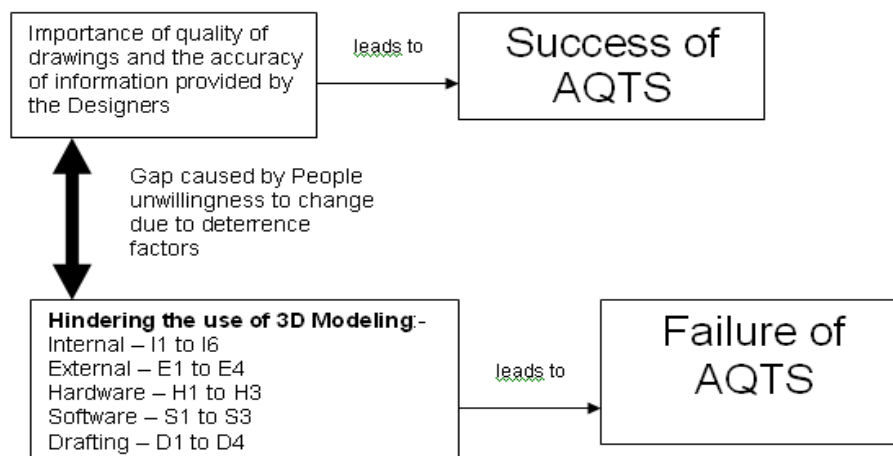 Importance of quality of
drawings and the accuracy
of information provided by
the Designers
leads to
Success of
AQTS
Gap caused by People
unwillingness to change
due to deterrence
factors
Hindering the use of 3D Modeling:-
Internal – I1 to I6
External – E1 to E4
Hardware – H1 to H3
Software – S1 to S3
Drafting – D1 to D4
leads to
Failure of
AQTS